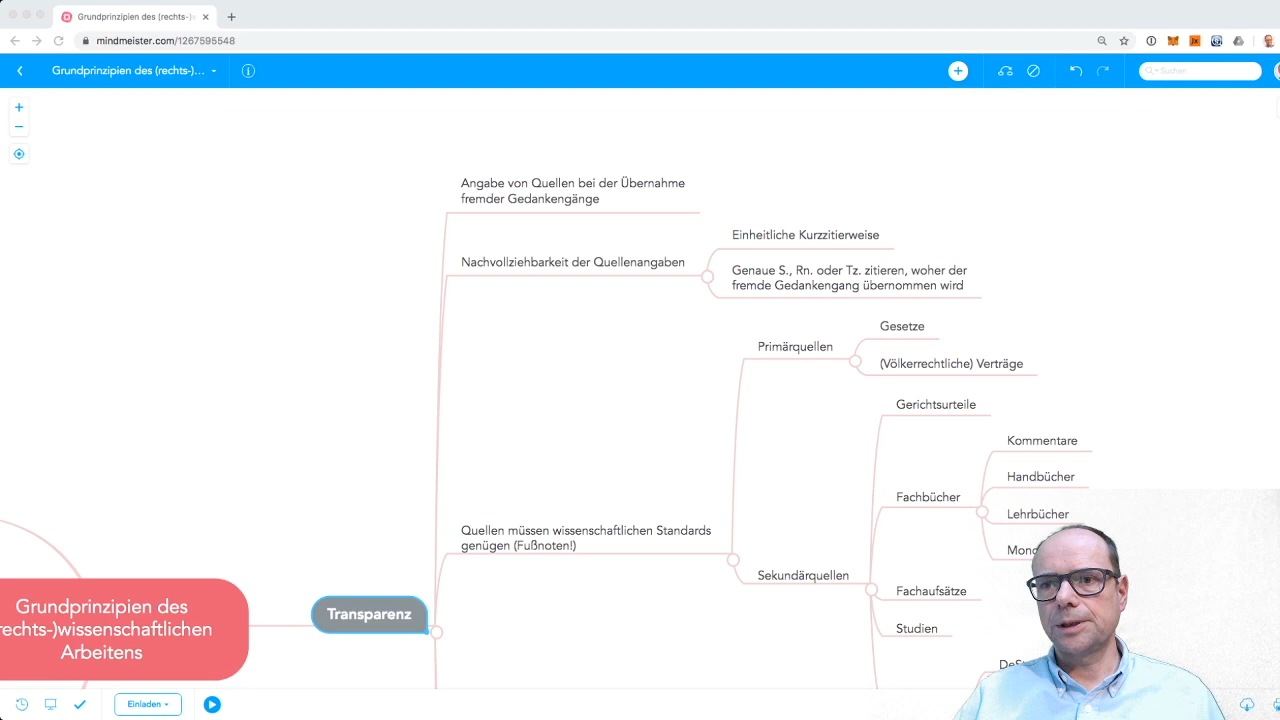 Grundprinzipien des (rechts-)
mindmeister.com/1267595548
Grundprinzipien des (rechts-)...
Suchen
Angabe von Quellen bei der Übernahme
fremder Gedankengänge
Einheitliche Kurzzitierweise
Nachvollziehbarkeit der Quellenangaben
Genaue S., Rn. oder Tz. zitieren, woher der
fremde Gedankengang übernommen wird
Gesetze
Primärquellen
(Völkerrechtliche) Verträge
Gerichtsurteile
Kommentare
Handbücher
Fachbücher
Lehrbücher
Quellen müssen wissenschaftlichen Standards
genügen (Fußnoten!)
Sekundärquellen
Fachaufsätze
Studien
Transparenz
Grundprinzipien des
rechts-)wissenschaftlichen
Arbeitens
Einladen